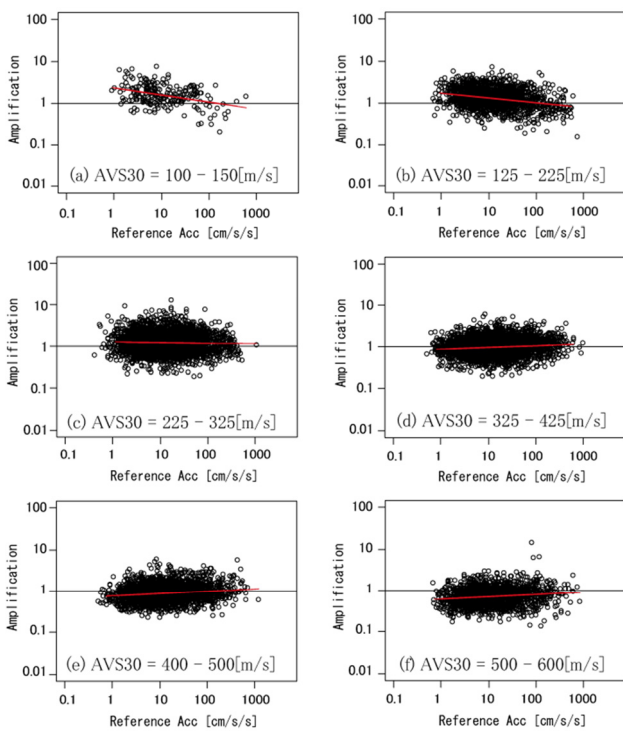 100
10
1
0.1
0.01
Amplification
(a) AVS30 = 100 - 150[m/s]
0.1 1 10 100 1000
Reference Acc [cm/s/s]
100
10
1
0.1
0.01
Amplification
(b) AVS30 = 125 - 225[m/s]
0.1 1 10 100 1000
Reference Acc [cm/s/s]
100
10
1
0.1
0.01
Amplification
(c) AVS30 = 225 - 325[m/s]
0.1 1 10 100 1000
Reference Acc [cm/s/s]
100
10
1
0.1
0.01
Amplification
(d) AVS30 = 325 - 425[m/s]
0.1 1 10 100 1000
Reference Acc [cm/s/s]
100
10
1
0.1
0.01
Amplification
(e) AVS30 = 400 - 500[m/s]
0.1 1 10 100 1000
Reference Acc [cm/s/s]
100
10
1
0.1
0.01
Amplification
(f) AVS30 = 500 - 600[m/s]
0.1 1 10 100 1000
Reference Acc [cm/s/s]